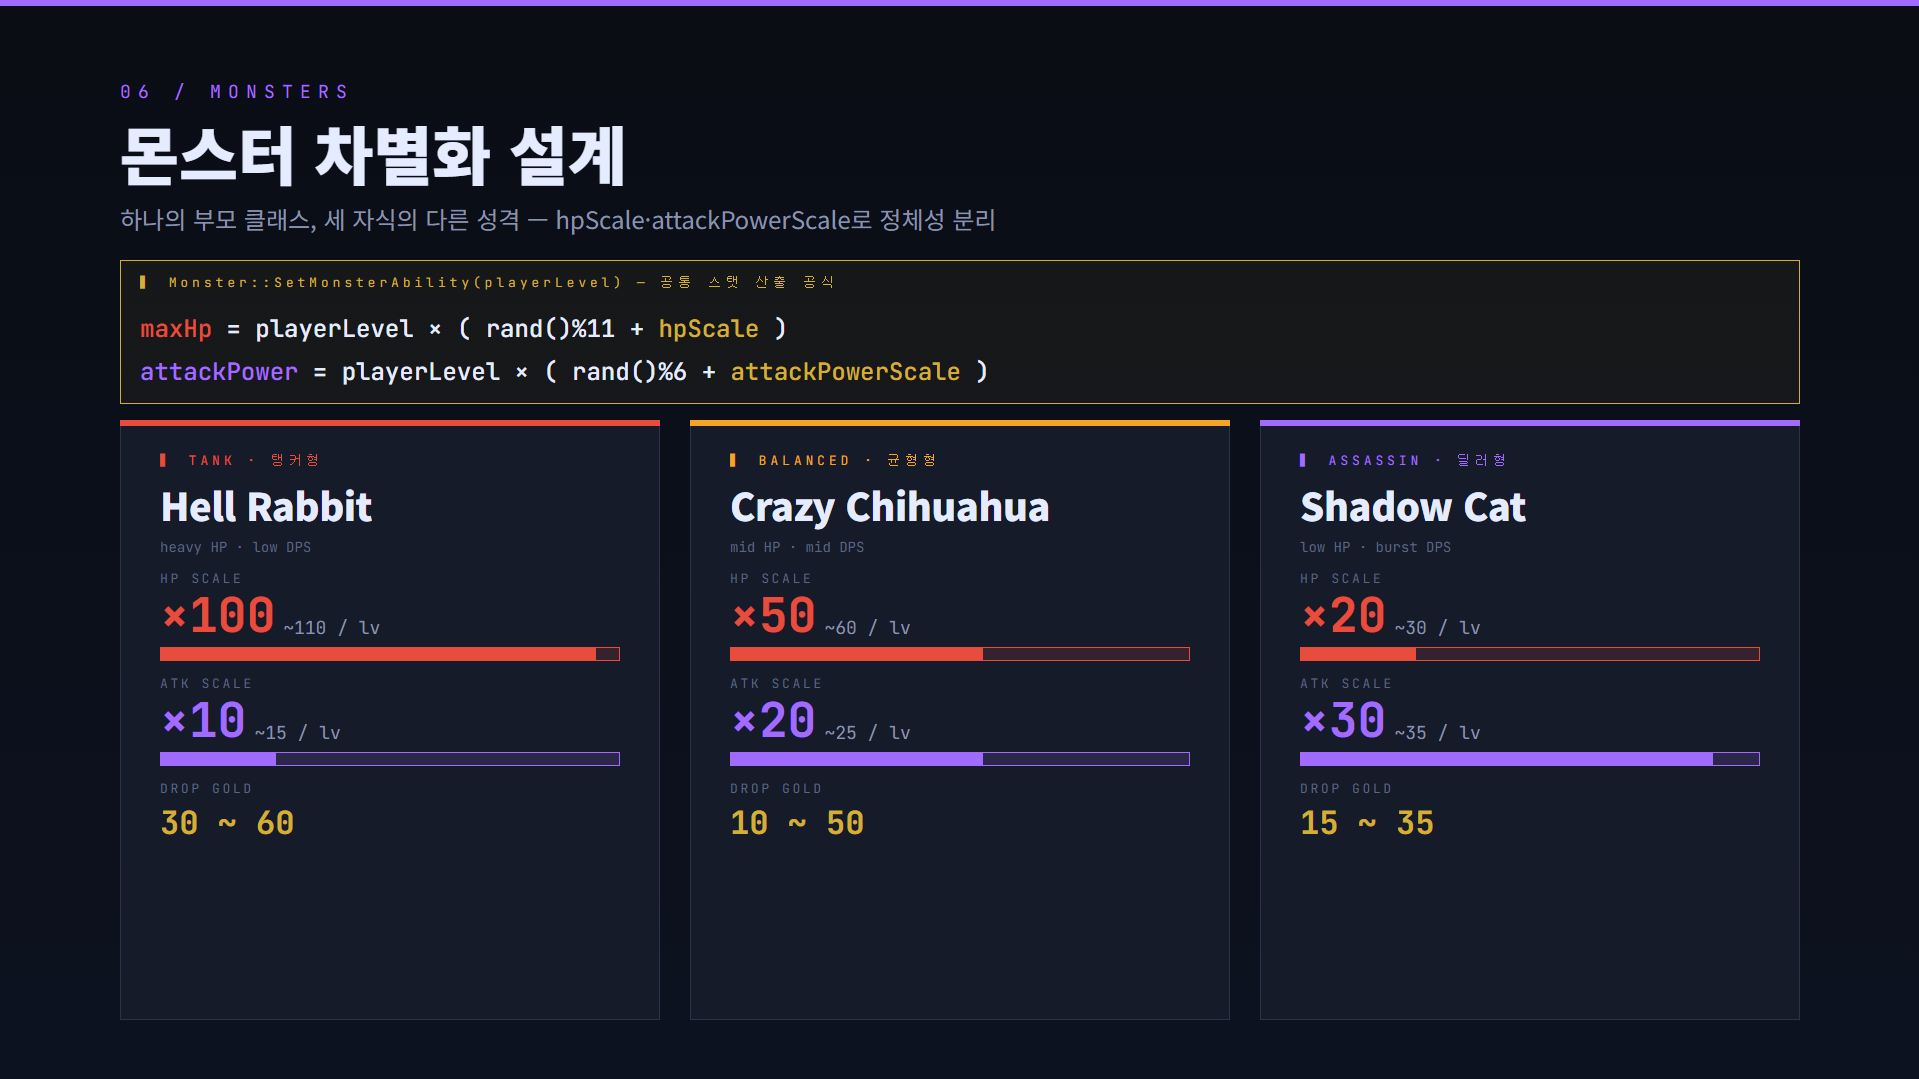 06 / MONSTERS
몬스터 차별화 설계
하나의 부모 클래스, 세 자식의 다른 성격 — hpScale·attackPowerScale로 정체성 분리
Monster::SetMonsterAbility(playerLevel) — 공통 스탯 산출 공식
maxHp = playerLevel × ( rand()%11 + hpScale )
attackPower = playerLevel × ( rand()%6 + attackPowerScale )
TANK · 탱커형
Hell Rabbit
heavy HP · low DPS
HP SCALE
×100 ~110 / lv
ATK SCALE
×10 ~15 / lv
DROP GOLD
30 ~ 60
BALANCED · 균형형
Crazy Chihuahua
mid HP · mid DPS
HP SCALE
×50 ~60 / lv
ATK SCALE
×20 ~25 / lv
DROP GOLD
10 ~ 50
ASSASSIN · 딜러형
Shadow Cat
low HP · burst DPS
HP SCALE
×20 ~30 / lv
ATK SCALE
×30 ~35 / lv
DROP GOLD
15 ~ 35